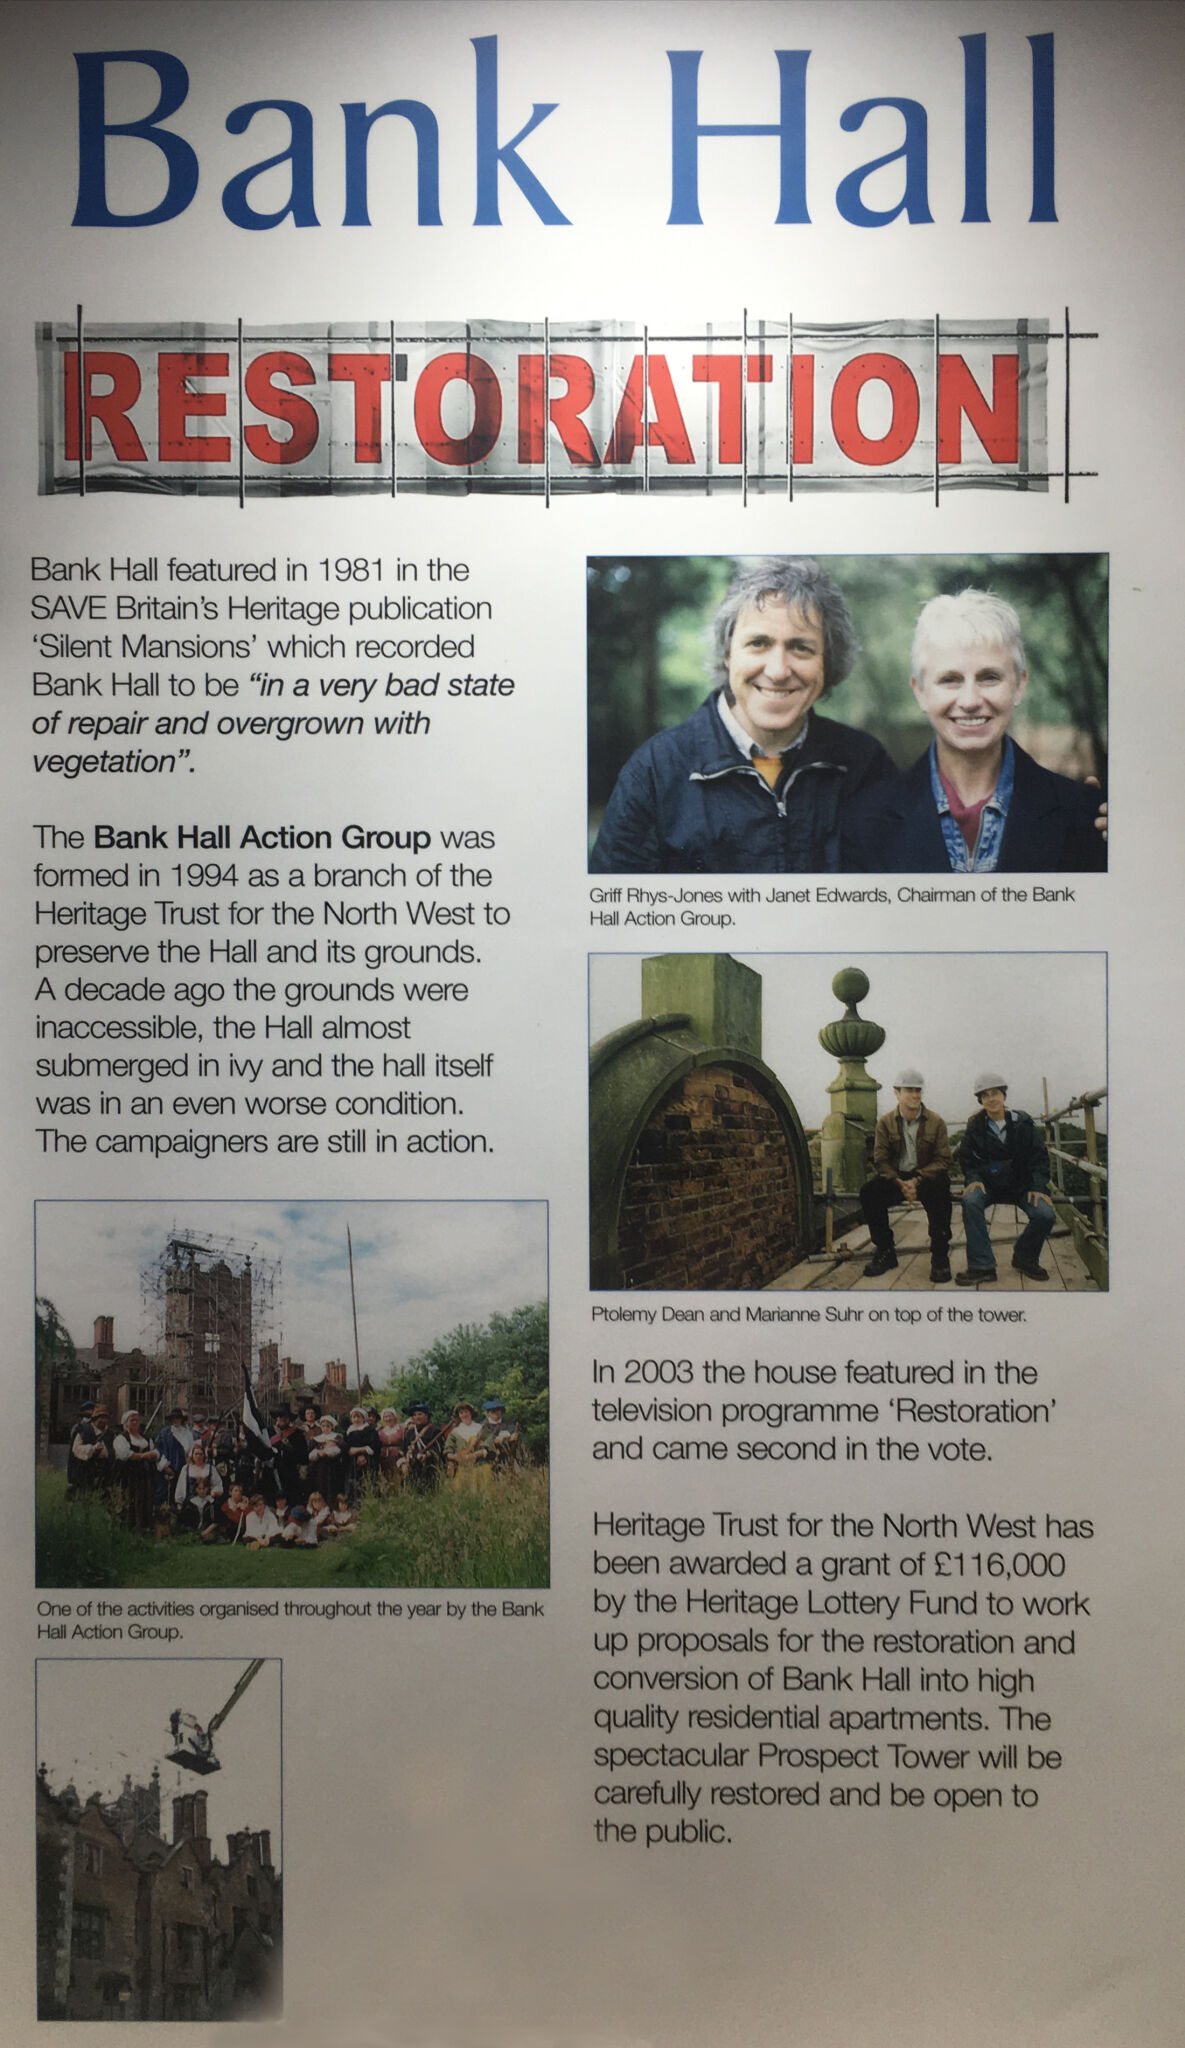 Bank Hall
RESTORATION
Bank Hall featured in 1981 in the
SAVE Britain's Heritage publication
‘Silent Mansions’ which recorded
Bank Hall to be “in a very bad state
of repair and overgrown with
vegetation”.
The Bank Hall Action Group was
formed in 1994 as a branch of the
Heritage Trust for the North West to
preserve the Hall and its grounds.
A decade ago the grounds were
inaccessible, the Hall almost
submerged in ivy and the hall itself
was in an even worse condition.
The campaigners are still in action.
One of the activities organised throughout the year by the Bank
Hall Action Group.
Griff Rhys-Jones with Janet Edwards, Chairman of the Bank
Hall Action Group.
Ptolemy Dean and Marianne Suhr on top of the tower.
In 2003 the house featured in the
television programme ‘Restoration’
and came second in the vote.
Heritage Trust for the North West has
been awarded a grant of £116,000
by the Heritage Lottery Fund to work
up proposals for the restoration and
conversion of Bank Hall into high
quality residential apartments. The
spectacular Prospect Tower will be
carefully restored and be open to
the public.